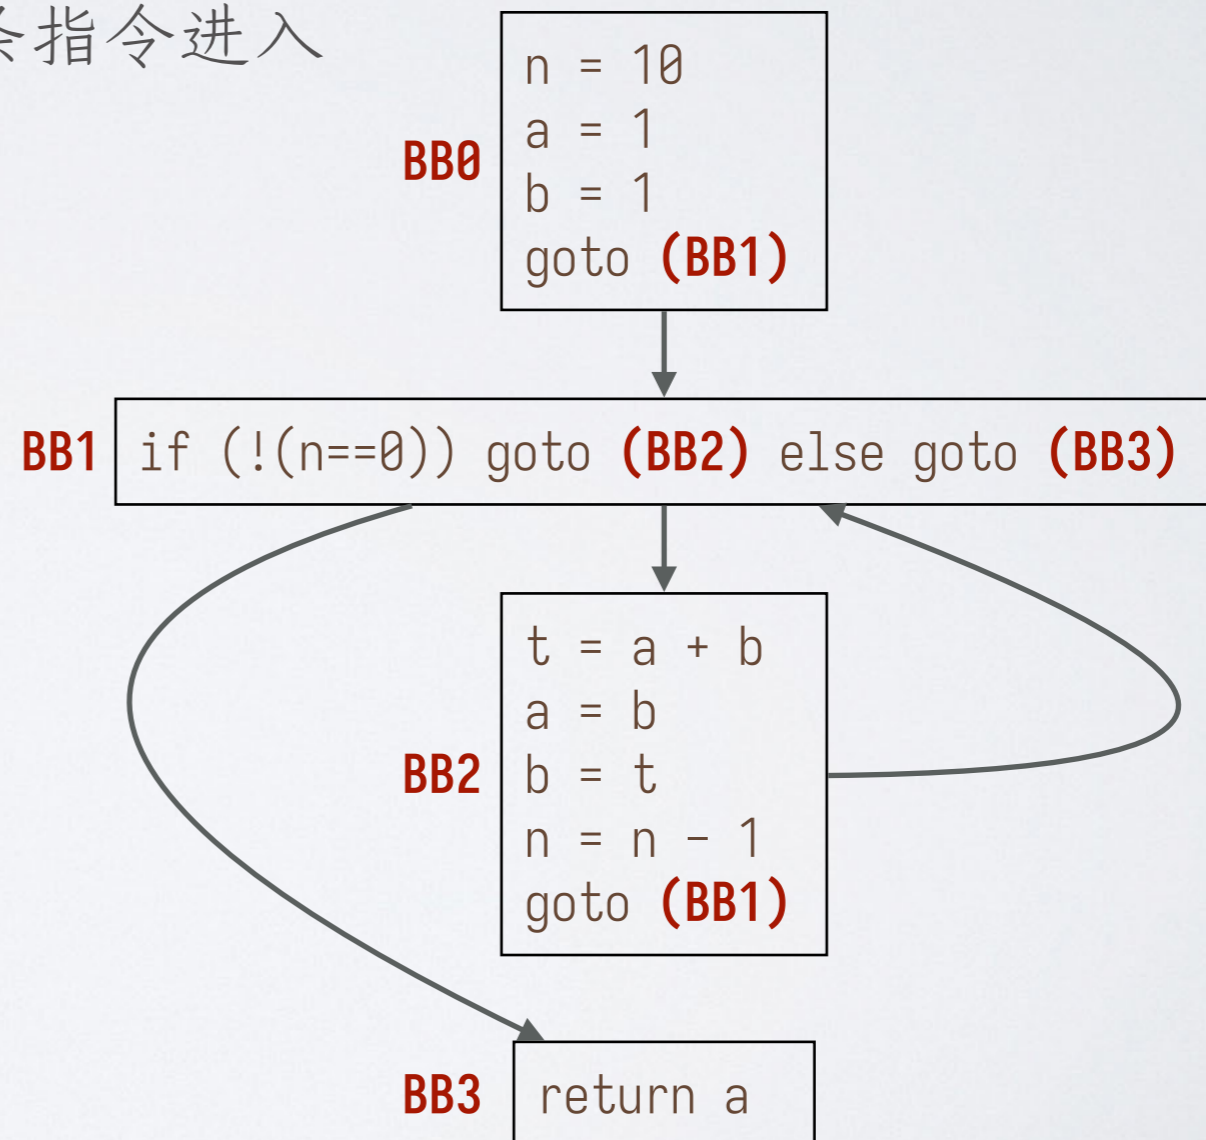 条指令进入
n = 10
a = 1
BB0
b = 1
goto (BB1)
BB1 if (!(n==0)) goto (BB2) else goto (BB3)
t = a + b
a = b
BB2 b = t
n = n - 1
goto (BB1)
BB3 return a